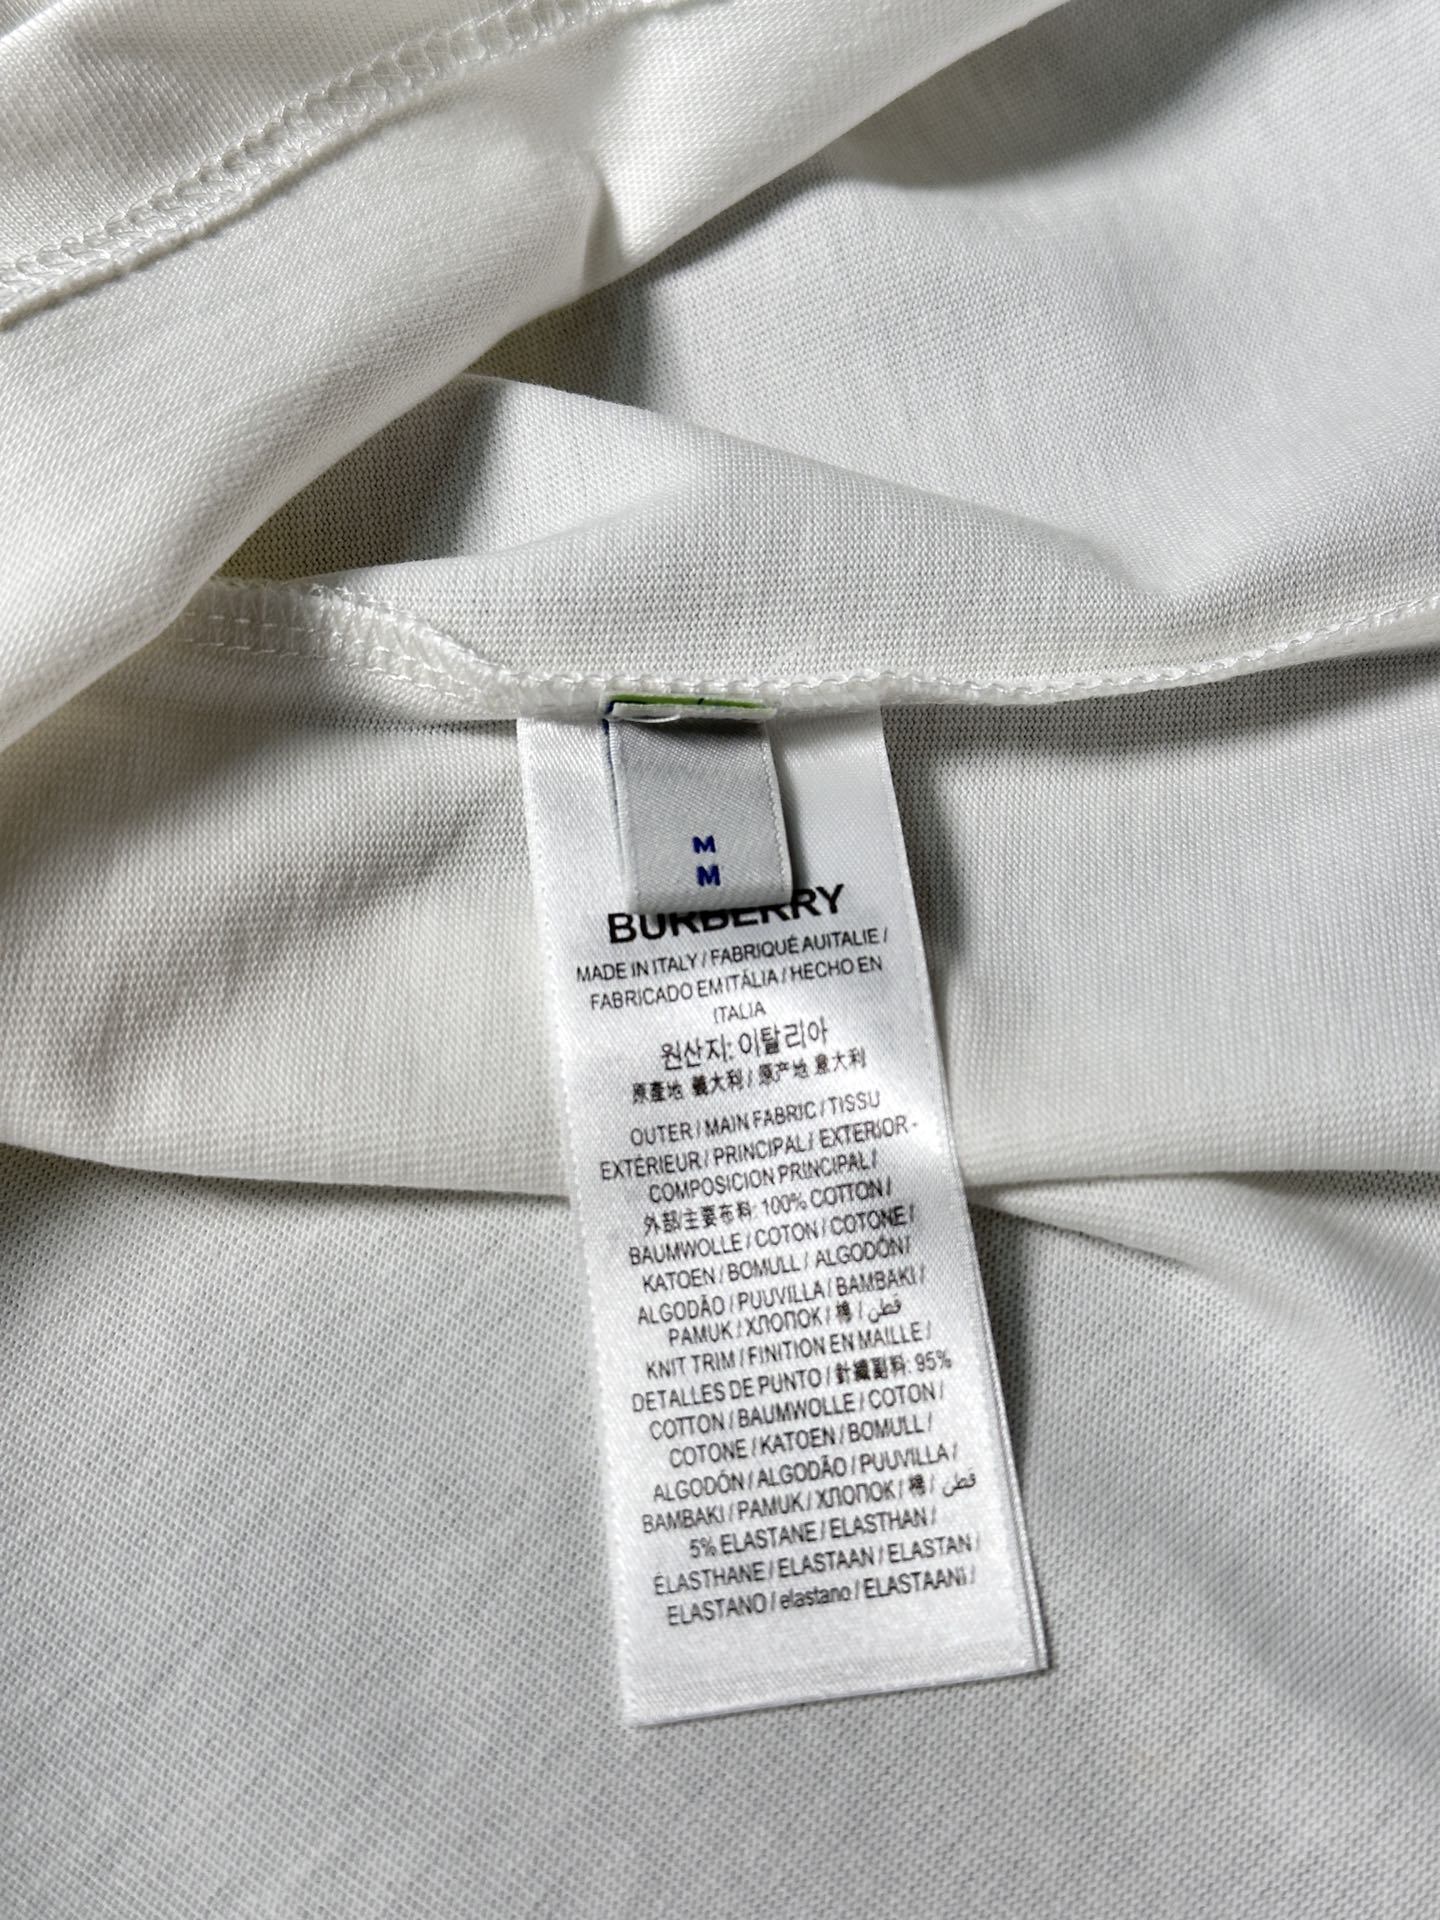 M
M
BURBERRY
MADE IN ITALY / FABRIQUÉ AUITALIE /
FABRICADO EM ITÁLIA / HECHO EN
ITALIA
원산지: 이탈리아
原產地 義大利 / 原产地 意大利
OUTER / MAIN FABRIC / TISSU
EXTÉRIEUR / PRINCIPAL / EXTERIOR -
COMPOSICION PRINCIPAL /
外部/主要布料: 100% COTTON /
BAUMWOLLE / COTON / COTONE /
KATOEN / BOMULL / ALGODÓN /
ALGODÃO / PUUVILLA / BAMBAKI /
PAMUK / ХЛОПОК / 棉 / قطن /
KNIT TRIM / FINITION EN MAILLE /
DETALLES DE PUNTO / 針織副料: 95%
COTTON / BAUMWOLLE / COTON /
COTONE / KATOEN / BOMULL /
ALGODÓN / ALGODÃO / PUUVILLA /
BAMBAKI / PAMUK / ХЛОПОК / 棉 / قطن /
5% ELASTANE / ELASTHAN /
ÉLASTHANE / ELASTAAN / ELASTAN /
ELASTANO / elastano / ELASTAANI /